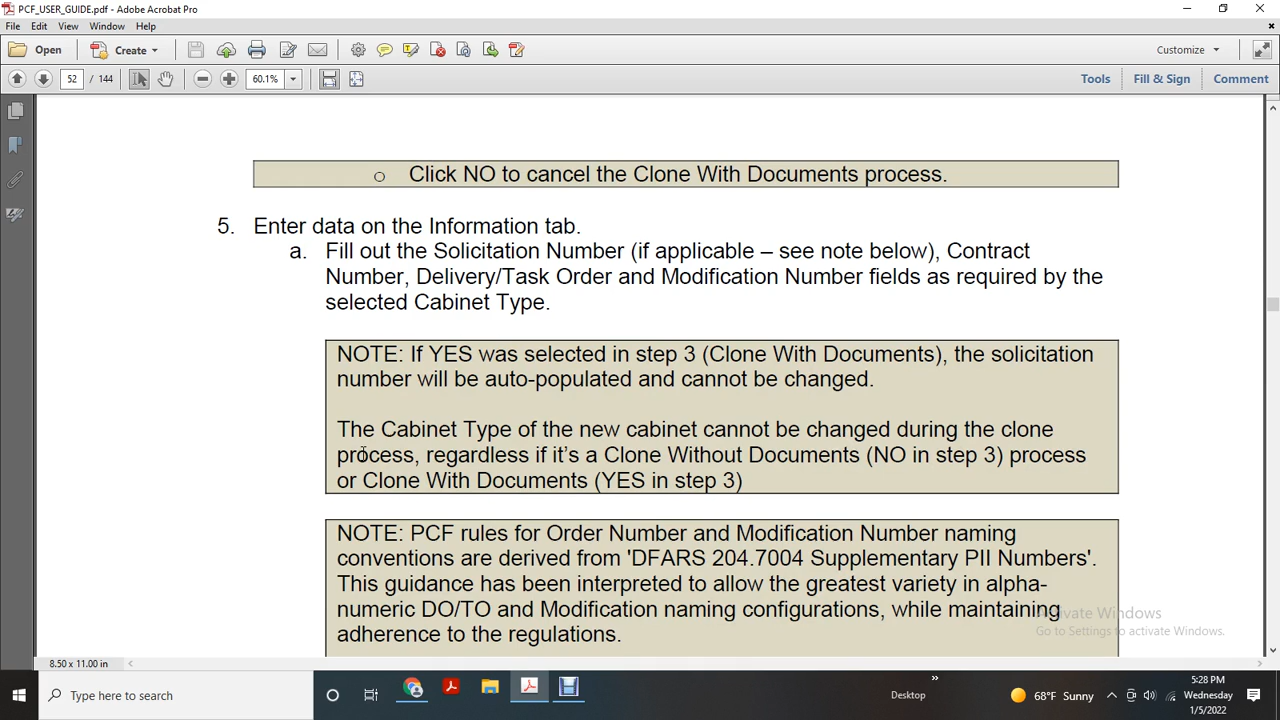 PCF_USER_GUIDE.pdf - Adobe Acrobat Pro
File Edit View Window Help
Open Create Customize
52 / 144 60.1% Tools Fill & Sign Comment
o Click NO to cancel the Clone With Documents process.
5. Enter data on the Information tab.
a. Fill out the Solicitation Number (if applicable – see note below), Contract
Number, Delivery/Task Order and Modification Number fields as required by the
selected Cabinet Type.
NOTE: If YES was selected in step 3 (Clone With Documents), the solicitation
number will be auto-populated and cannot be changed.
The Cabinet Type of the new cabinet cannot be changed during the clone
process, regardless if it's a Clone Without Documents (NO in step 3) process
or Clone With Documents (YES in step 3)
NOTE: PCF rules for Order Number and Modification Number naming
conventions are derived from 'DFARS 204.7004 Supplementary PII Numbers'.
This guidance has been interpreted to allow the greatest variety in alpha-
numeric DO/TO and Modification naming configurations, while maintaining
adherence to the regulations.
Activate Windows
Go to Settings to activate Windows.
8.50 x 11.00 in
Type here to search
Desktop
68°F Sunny
5:28 PM
Wednesday
1/5/2022